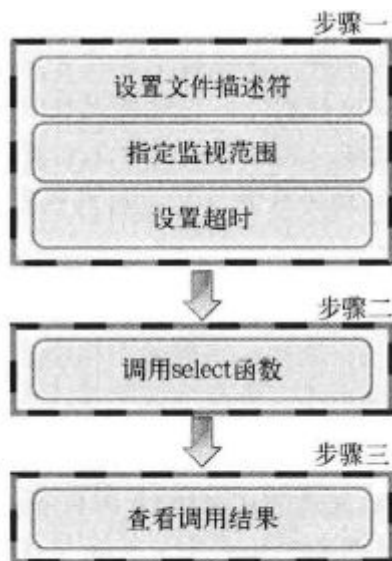 步骤一
设置文件描述符
指定监视范围
设置超时
步骤二
调用select函数
步骤三
查看调用结果